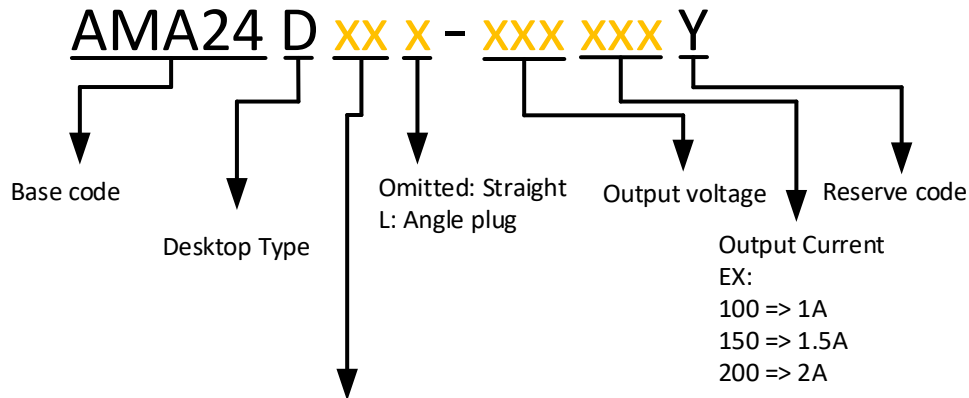 AMA24 D xx x - xxx xxx Y
Base code
Desktop Type
Omitted: Straight
L: Angle plug
Output voltage
Output Current
EX:
100 => 1A
150 => 1.5A
200 => 2A
Reserve code